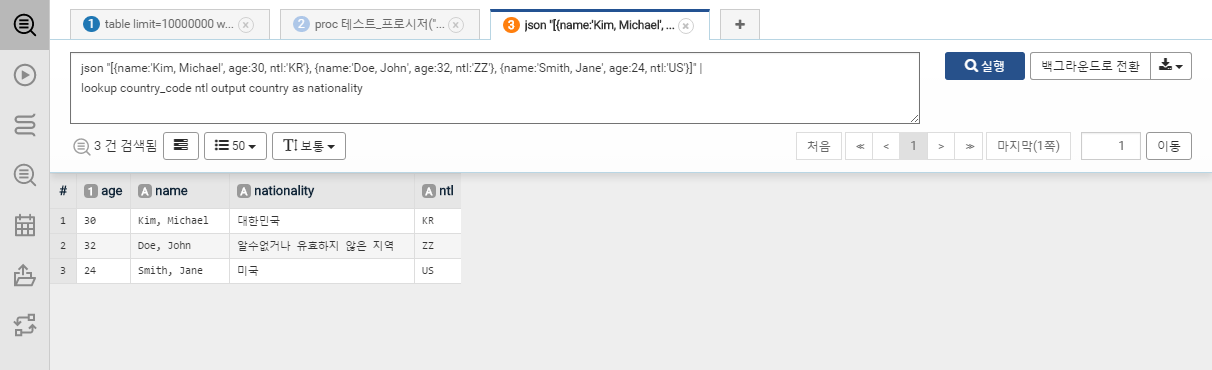 1 table limit=10000000 w...
2 proc 테스트_프로시저("...
3 json "[{name:'Kim, Michael', ...
json "[{name:'Kim, Michael', age:30, ntl:'KR'}, {name:'Doe, John', age:32, ntl:'ZZ'}, {name:'Smith, Jane', age:24, ntl:'US'}]" |
lookup country_code ntl output country as nationality
실행
백그라운드로 전환
3 건 검색됨
50
보통
처음
<<
<
1
>
>>
마지막(1쪽)
1
이동
# 1 age A name A nationality A ntl
1 30 Kim, Michael 대한민국 KR
2 32 Doe, John 알수없거나 유효하지 않은 지역 ZZ
3 24 Smith, Jane 미국 US